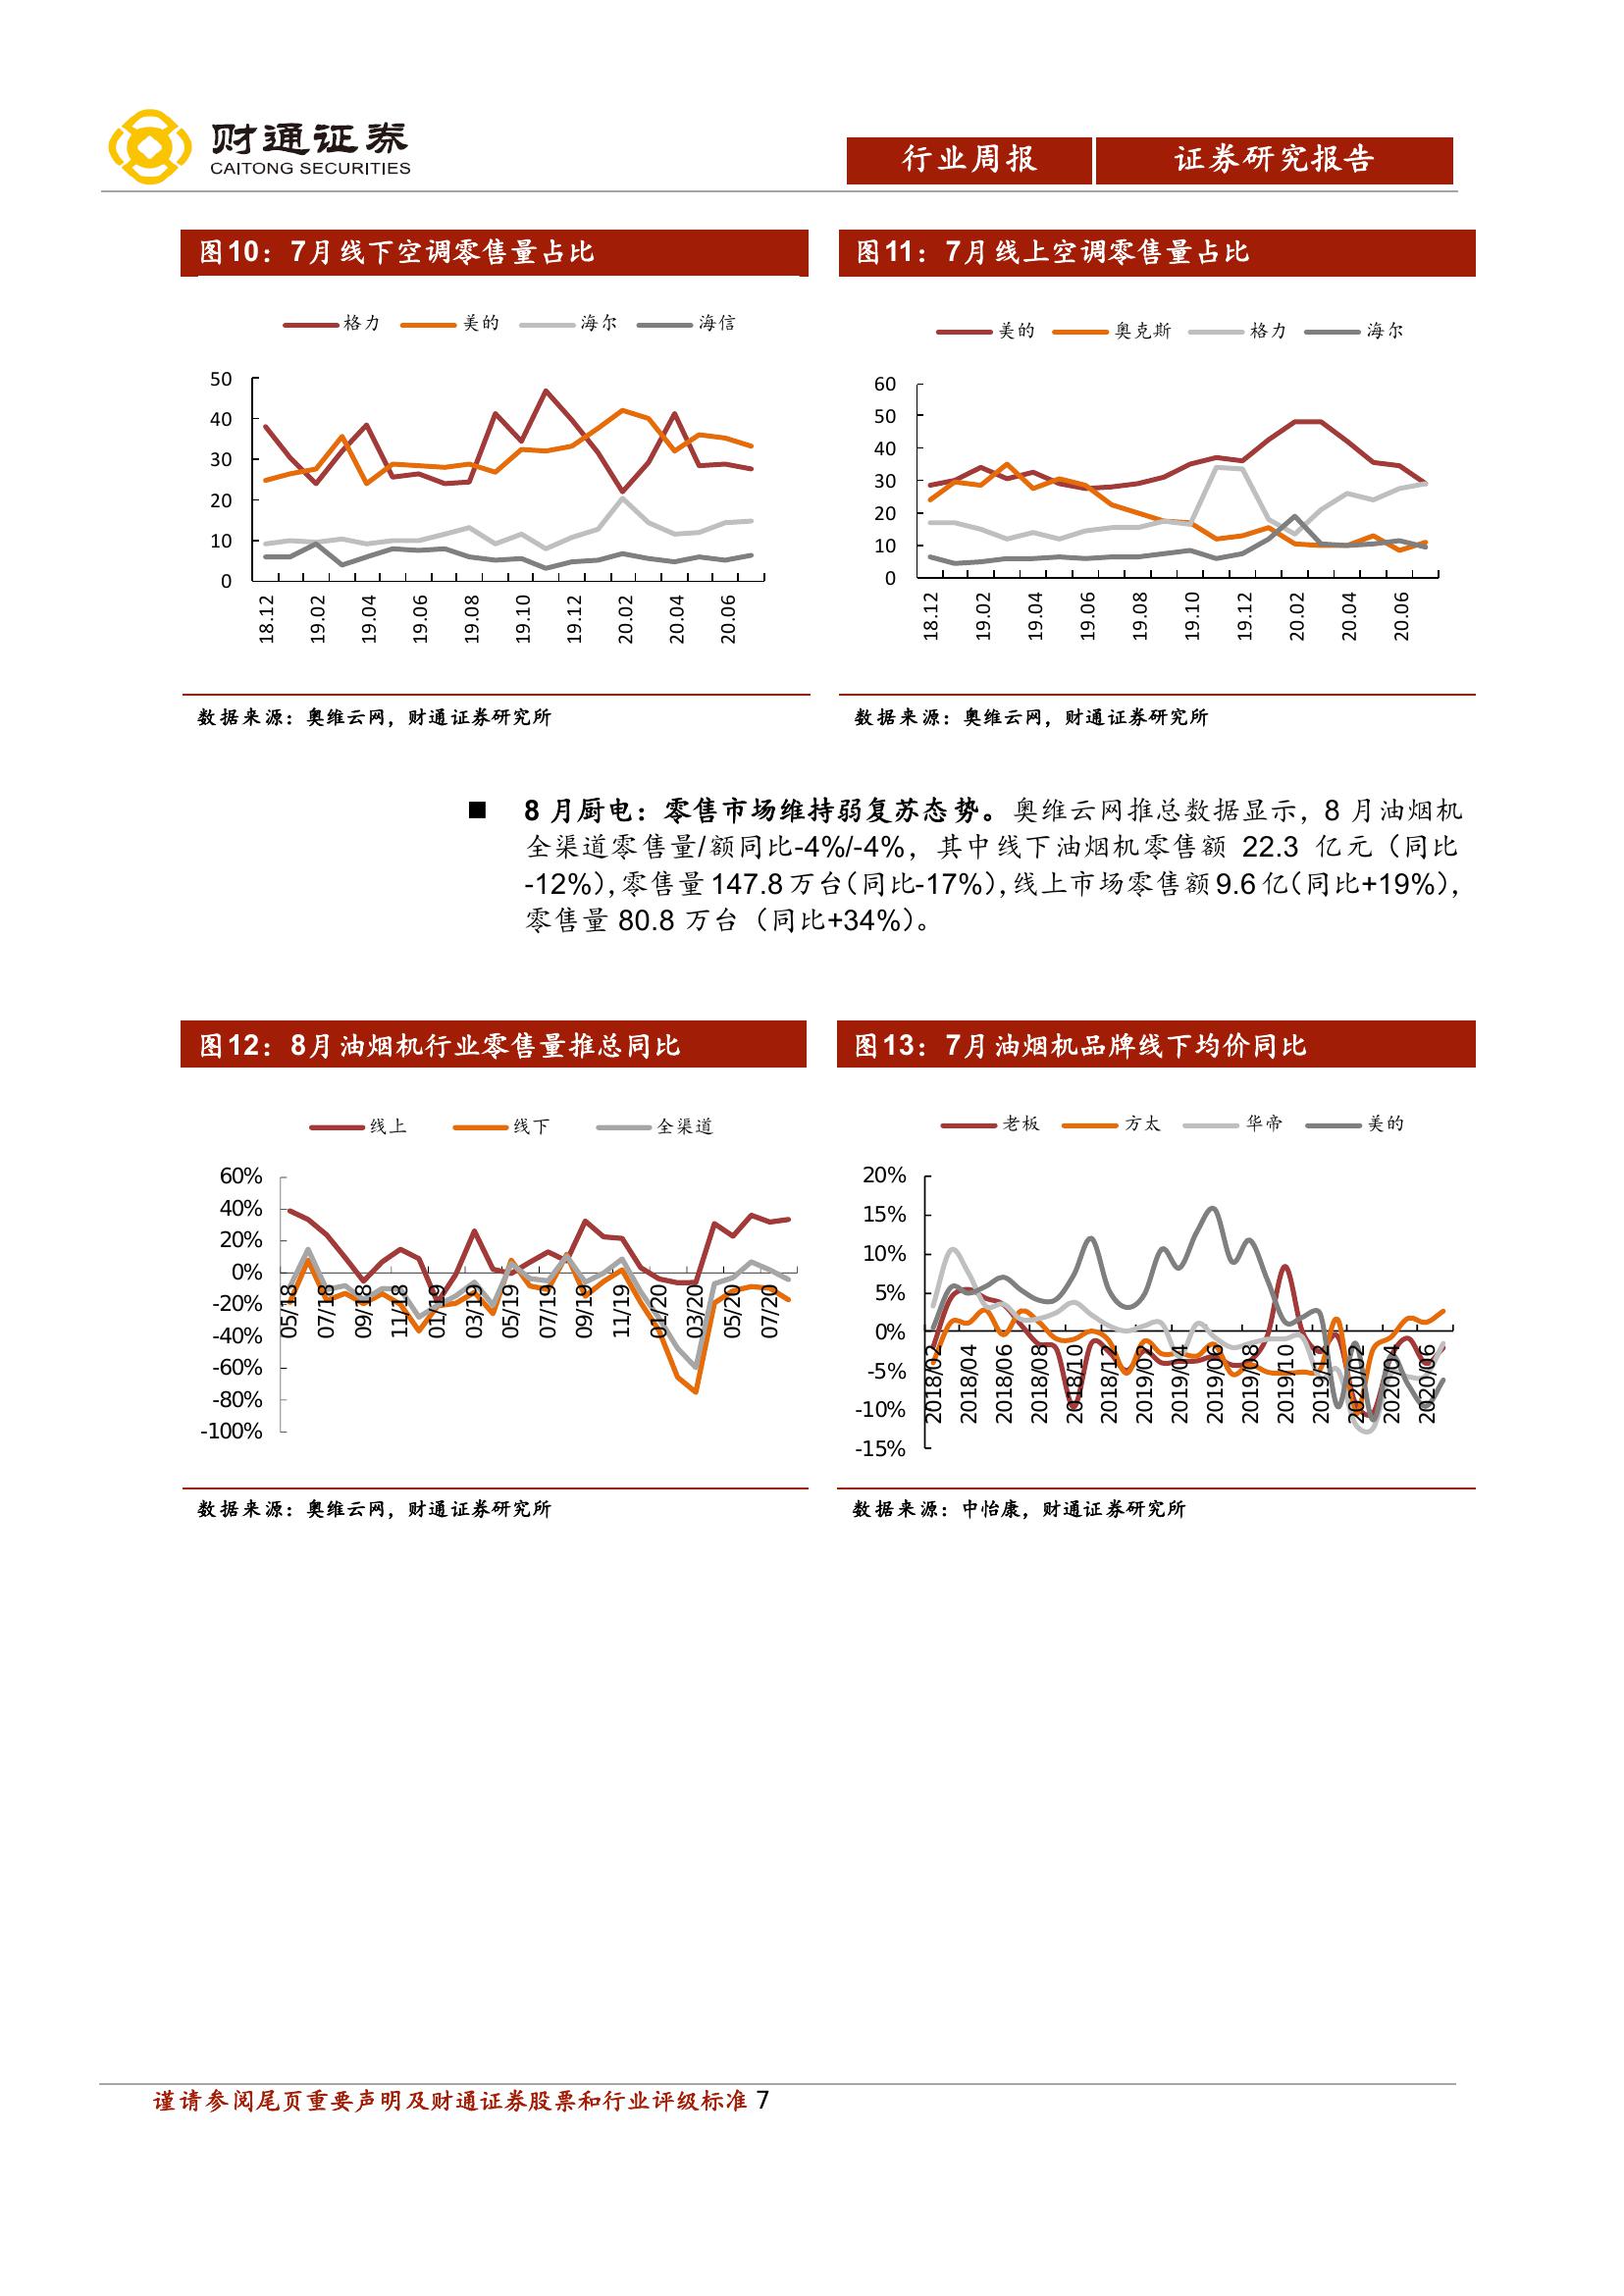 财通证券
CAITONG SECURITIES
行业周报 证券研究报告
图10：7月线下空调零售量占比
格力 美的 海尔 海信
50
40
30
20
10
0
18.12 19.02 19.04 19.06 19.08 19.10 19.12 20.02 20.04 20.06
数据来源：奥维云网，财通证券研究所
图11：7月线上空调零售量占比
美的 奥克斯 格力 海尔
60
50
40
30
20
10
0
18.12 19.02 19.04 19.06 19.08 19.10 19.12 20.02 20.04 20.06
数据来源：奥维云网，财通证券研究所
■ 8 月厨电：零售市场维持弱复苏态势。奥维云网推总数据显示，8 月油烟机
全渠道零售量/额同比-4%/-4%，其中线下油烟机零售额 22.3 亿元（同比
-12%），零售量 147.8 万台（同比-17%），线上市场零售额 9.6 亿（同比+19%），
零售量 80.8 万台（同比+34%）。
图12：8月油烟机行业零售量推总同比
线上 线下 全渠道
60%
40%
20%
0%
-20%
-40%
-60%
-80%
-100%
05/18 07/18 09/18 11/18 01/19 03/19 05/19 07/19 09/19 11/19 01/20 03/20 05/20 07/20
数据来源：奥维云网，财通证券研究所
图13：7月油烟机品牌线下均价同比
老板 方太 华帝 美的
20%
15%
10%
5%
0%
-5%
-10%
-15%
2018/02 2018/04 2018/06 2018/08 2018/10 2018/12 2019/02 2019/04 2019/06 2019/08 2019/10 2019/12 2020/02 2020/04 2020/06
数据来源：中怡康，财通证券研究所
谨请参阅尾页重要声明及财通证券股票和行业评级标准 7